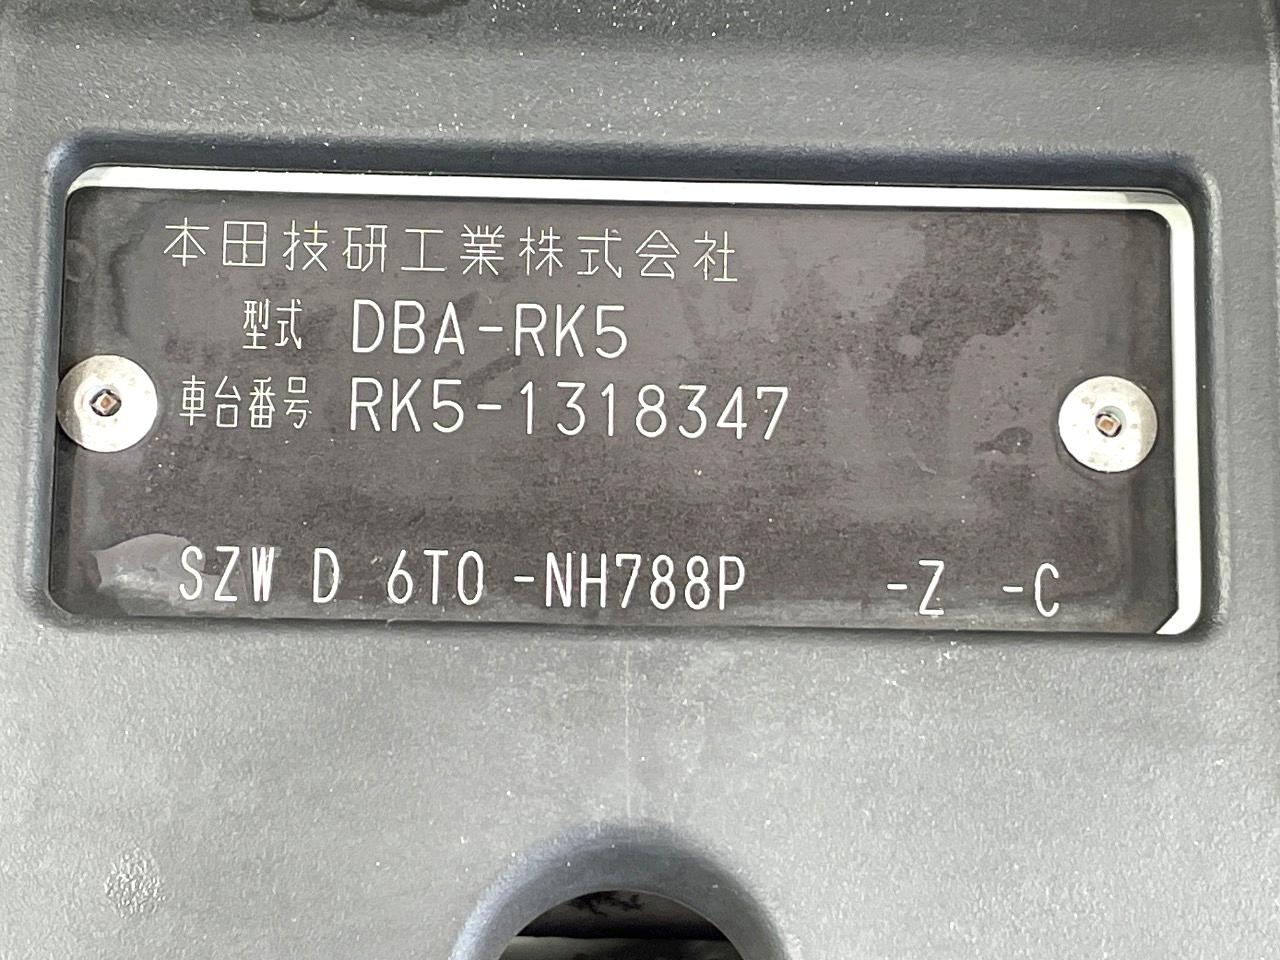 本田技研工業株式会社
型式 DBA-RK5
車台番号 RK5-1318347
SZW D 6T0 -NH788P -Z -C